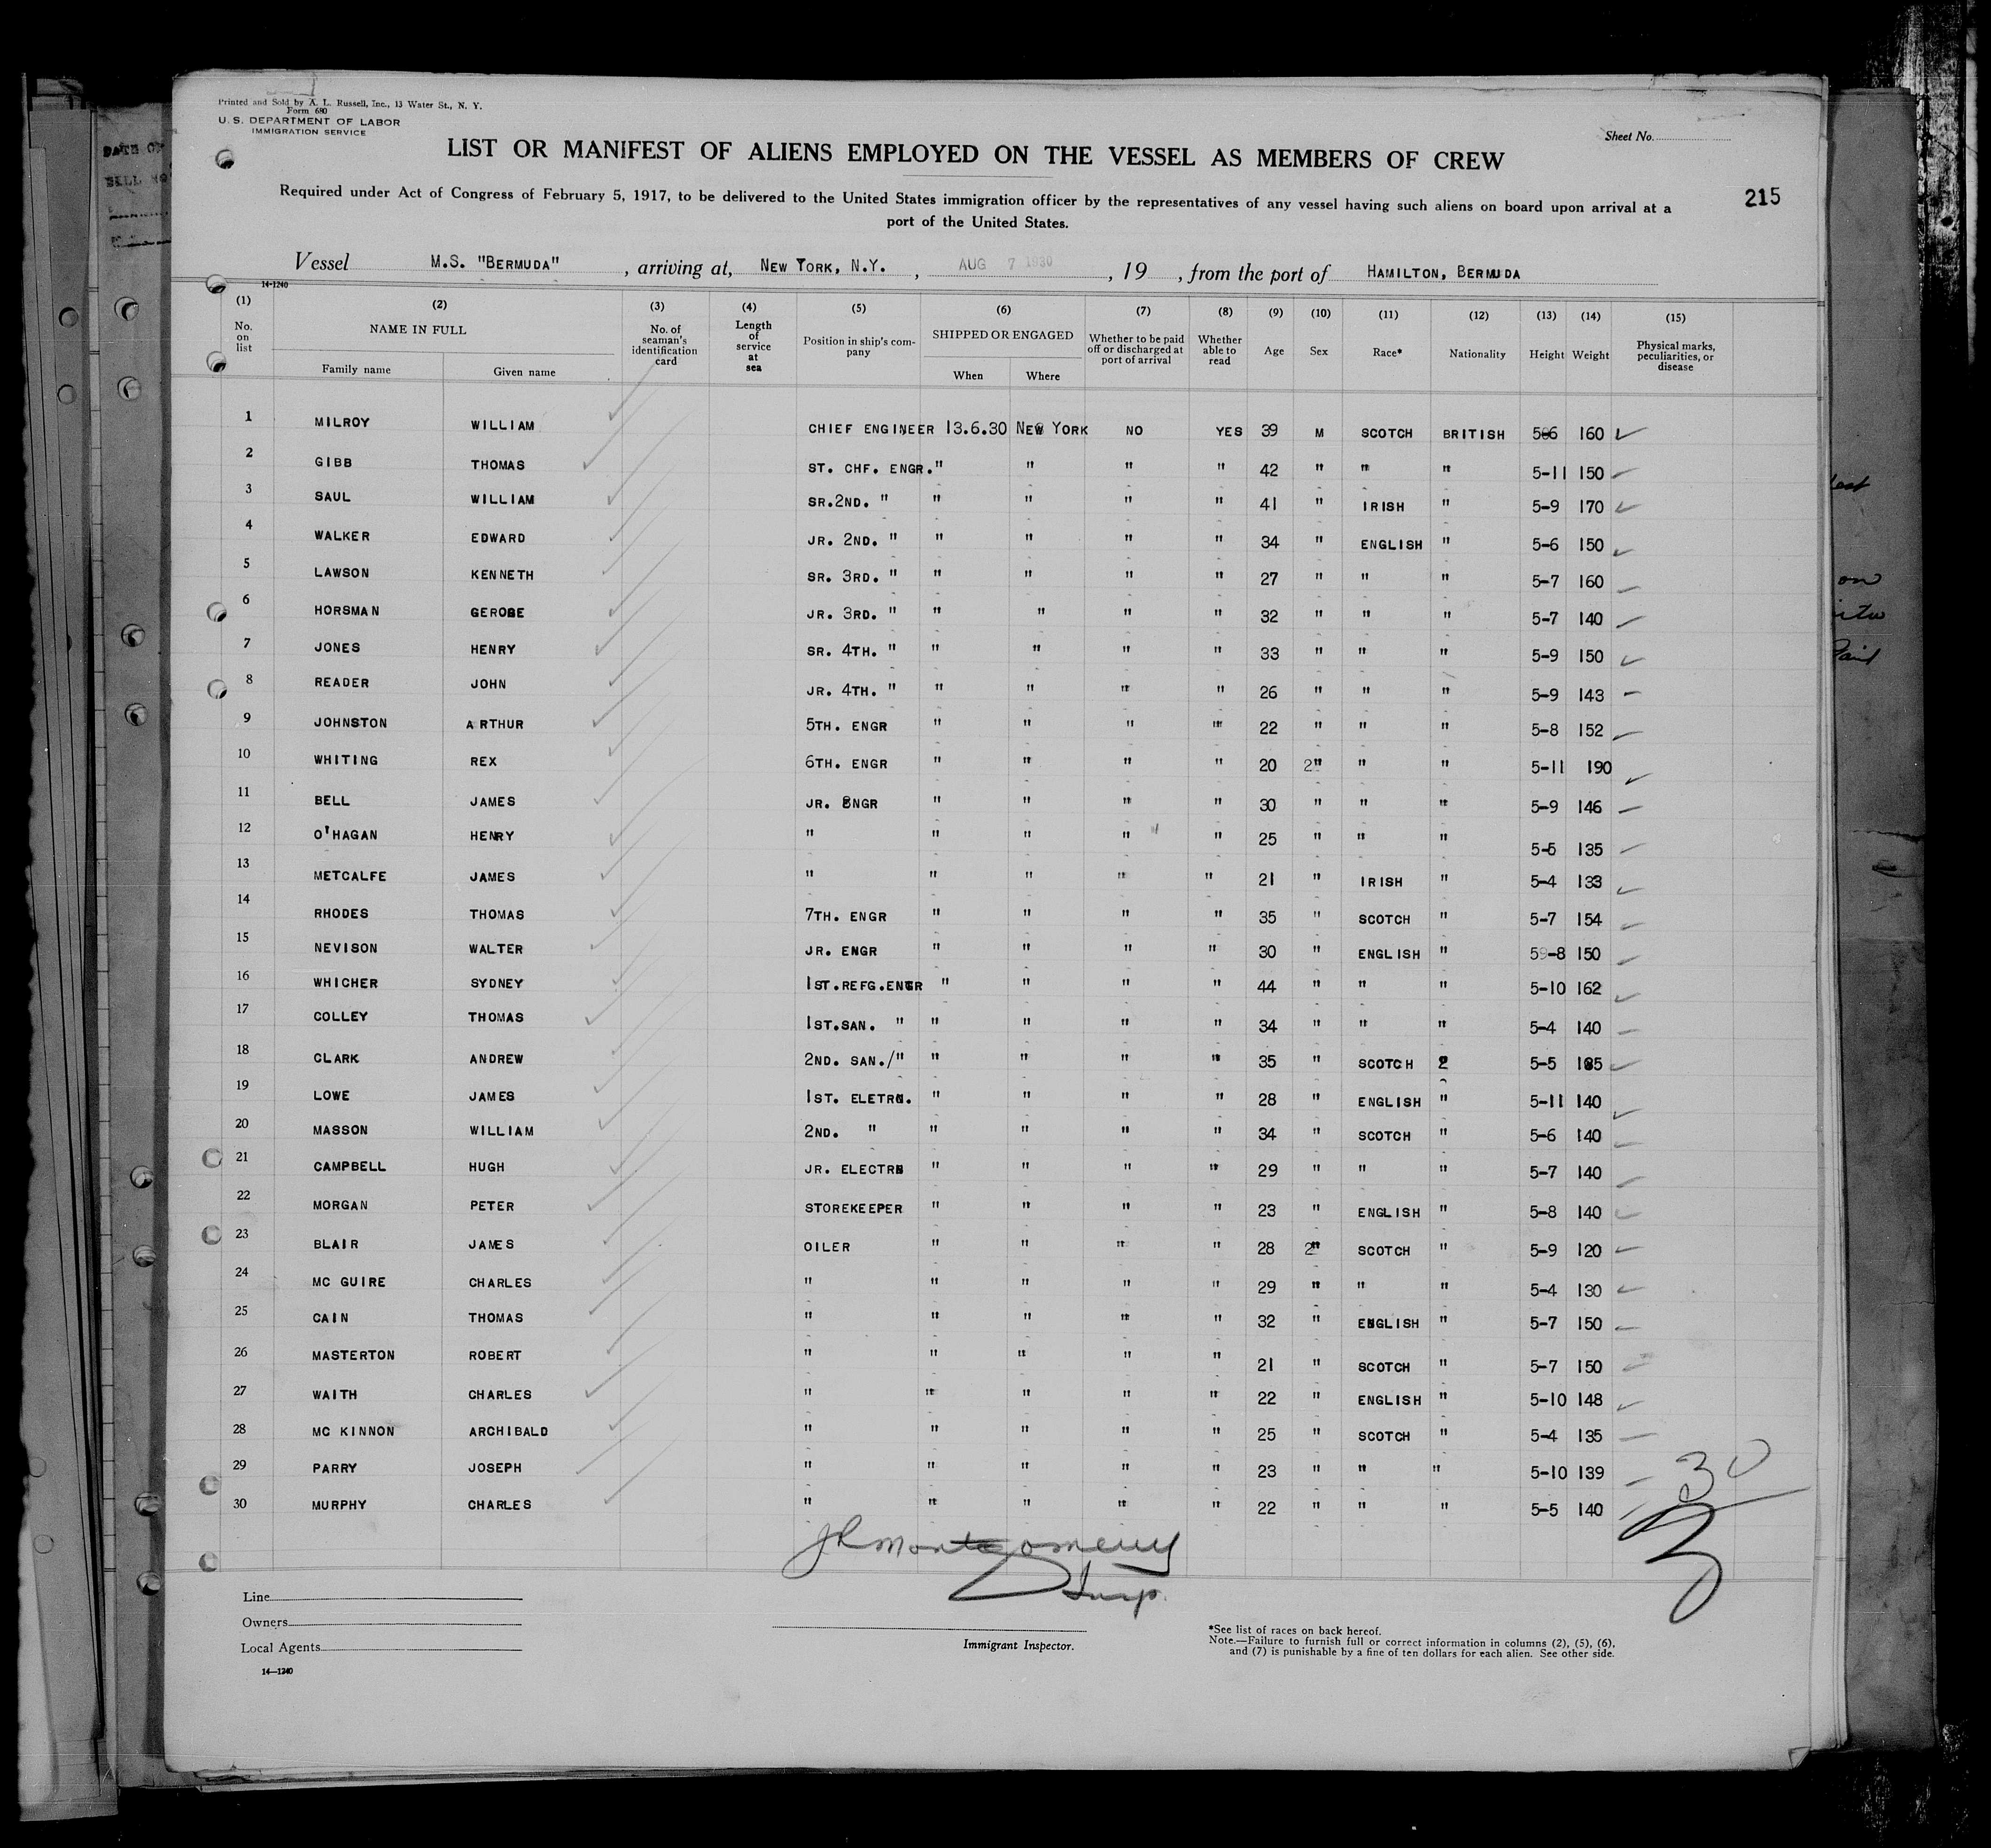 Printed and Sold by A. L. Russell, Inc., 13 Water St., N. Y.
Form 680
U. S. DEPARTMENT OF LABOR
IMMIGRATION SERVICE
Sheet No.
LIST OR MANIFEST OF ALIENS EMPLOYED ON THE VESSEL AS MEMBERS OF CREW
215
Required under Act of Congress of February 5, 1917, to be delivered to the United States immigration officer by the representatives of any vessel having such aliens on board upon arrival at a
port of the United States.
Vessel M.S. "BERMUDA" , arriving at, NEW YORK, N.Y. , AUG 7 1930 , 19 , from the port of HAMILTON, BERMUDA
14-1240
(1) (2) (3) (4) (5) (6) (7) (8) (9) (10) (11) (12) (13) (14) (15)
No. on list NAME IN FULL Family name Given name No. of seaman's identification card Length of service at sea Position in ship's company SHIPPED OR ENGAGED When Where Whether to be paid off or discharged at port of arrival Whether able to read Age Sex Race* Nationality Height Weight Physical marks, peculiarities, or disease
1 MILROY WILLIAM CHIEF ENGINEER 13.6.30 NEW YORK NO YES 39 M SCOTCH BRITISH 506 160
2 GIBB THOMAS ST. CHF. ENGR. " " " " 42 " " " 5-11 150
3 SAUL WILLIAM SR.2ND. " " " " " 41 " IRISH " 5-9 170
4 WALKER EDWARD JR. 2ND. " " " " " 34 " ENGLISH " 5-6 150
5 LAWSON KENNETH SR. 3RD. " " " " " 27 " " " 5-7 160
6 HORSMAN GEROBE JR. 3RD. " " " " " 32 " " " 5-7 140
7 JONES HENRY SR. 4TH. " " " " " 33 " " " 5-9 150
8 READER JOHN JR. 4TH. " " " " " 26 " " " 5-9 143
9 JOHNSTON ARTHUR 5TH. ENGR " " " " 22 " " " 5-8 152
10 WHITING REX 6TH. ENGR " " " " 20 2" " " 5-11 190
11 BELL JAMES JR. ENGR " " " " 30 " " " 5-9 146
12 O'HAGAN HENRY " " " " " 25 " " " 5-5 135
13 METCALFE JAMES " " " " " 21 " IRISH " 5-4 133
14 RHODES THOMAS 7TH. ENGR " " " " 35 " SCOTCH " 5-7 154
15 NEVISON WALTER JR. ENGR " " " " 30 " ENGLISH " 59-8 150
16 WHICHER SYDNEY 1ST.REFG.ENGR " " " " 44 " " " 5-10 162
17 COLLEY THOMAS 1ST.SAN. " " " " " 34 " " " 5-4 140
18 CLARK ANDREW 2ND. SAN./" " " " " 35 " SCOTCH 2 5-5
19 LOWE JAMES 1ST. ELETRN. " " " " 28 " ENGLISH " 5-11 140
20 MASSON WILLIAM 2ND. " " " " " 34 " SCOTCH " 5-6 140
21 CAMPBELL HUGH JR. ELECTRN " " " " 29 " " " 5-7 140
22 MORGAN PETER STOREKEEPER " " " " 23 " ENGLISH " 5-8 140
23 BLAIR JAMES OILER " " " " 28 2" SCOTCH " 5-9 120
24 MC GUIRE CHARLES " " " " " 29 " " " 5-4 130
25 CAIN THOMAS " " " " " 32 " ENGLISH " 5-7 150
26 MASTERTON ROBERT " " " " " 21 " SCOTCH " 5-7 150
27 WAITH CHARLES " " " " " 22 " ENGLISH " 5-10 148
28 MC KINNON ARCHIBALD " " " " " 25 " SCOTCH " 5-4 135
29 PARRY JOSEPH " " " " " 23 " " " 5-10 139
30 MURPHY CHARLES " " " " " 22 " " " 5-5 140
30
JR Montgomery
Insp.
Line
Owners
Local Agents
Immigrant Inspector.
*See list of races on back hereof.
Note.—Failure to furnish full or correct information in columns (2), (5), (6),
and (7) is punishable by a fine of ten dollars for each alien. See other side.
14—1240